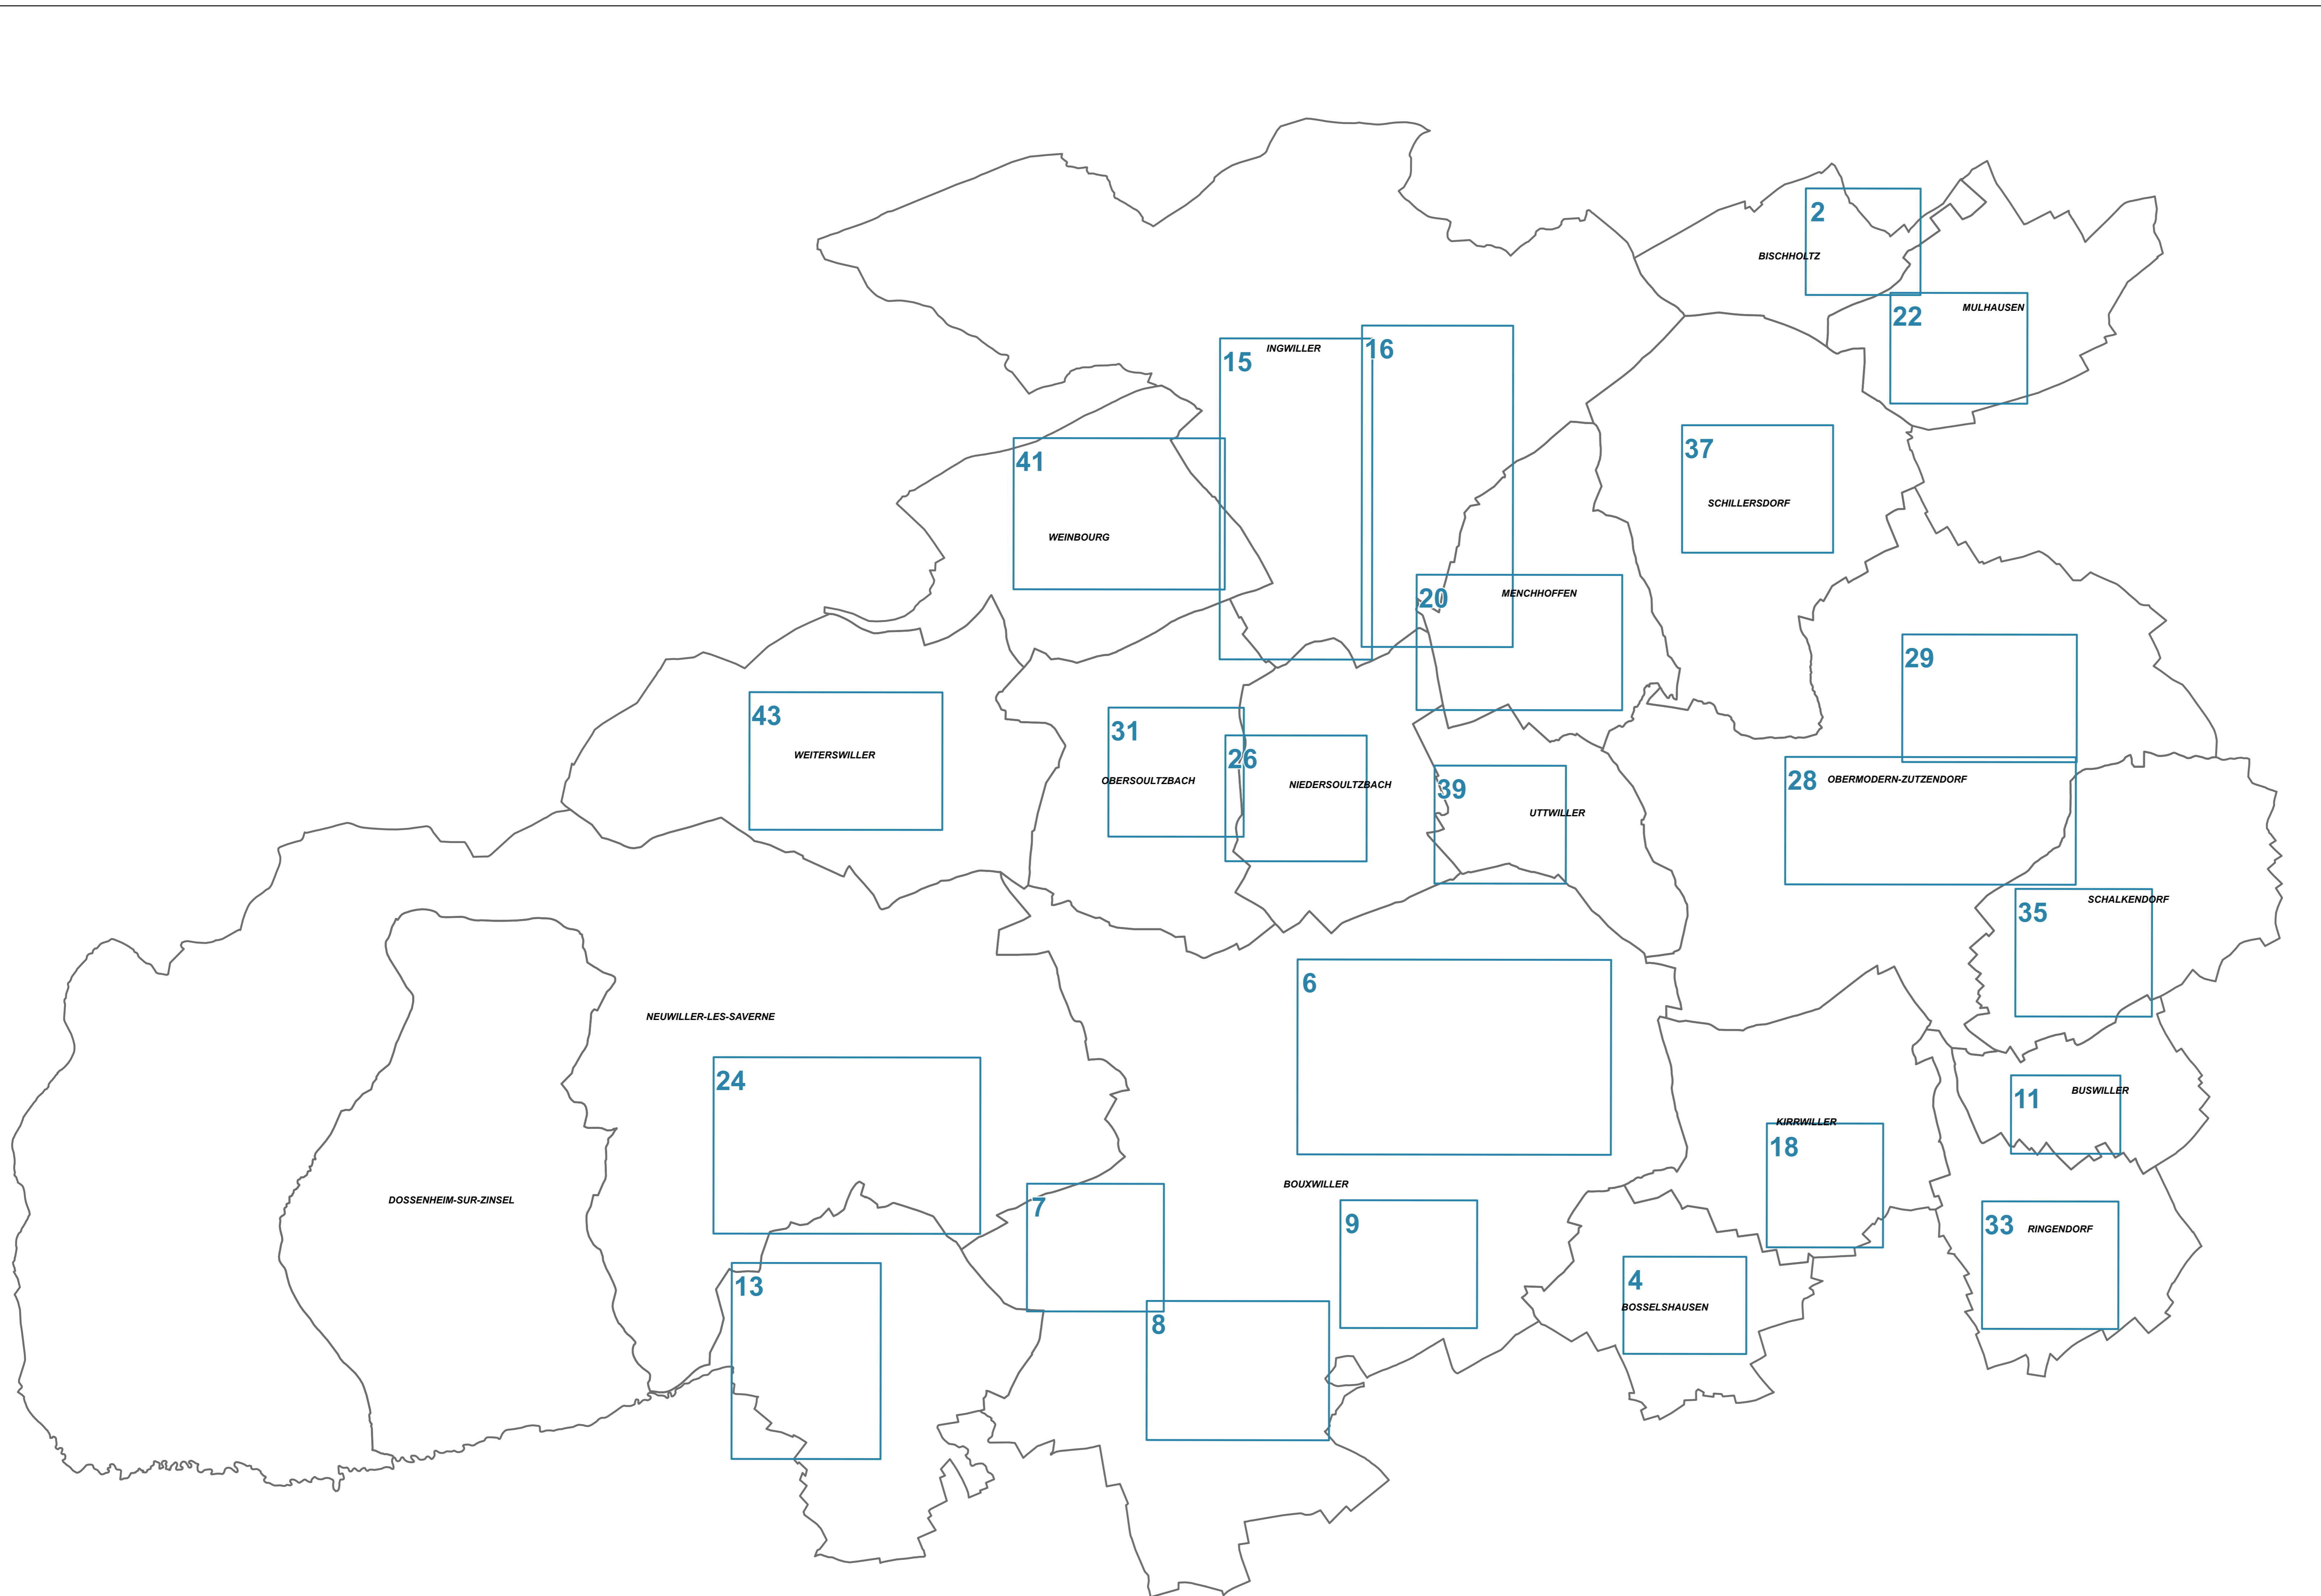 2
BISCHHOLTZ
22
MULHAUSEN
15
INGWILLER
16
41
WEINBOURG
37
SCHILLERSDORF
20
MENCHHOFFEN
29
43
WEITERSWILLER
31
OBERSOULTZBACH
26
NIEDERSOULTZBACH
39
UTTWILLER
28
OBERMODERN-ZUTZENDORF
35
SCHALKENDORF
6
NEUWILLER-LES-SAVERNE
24
11
BUSWILLER
KIRRWILLER
18
DOSSENHEIM-SUR-ZINSEL
BOUXWILLER
7
9
33
RINGENDORF
13
4
BOSSELSHAUSEN
8